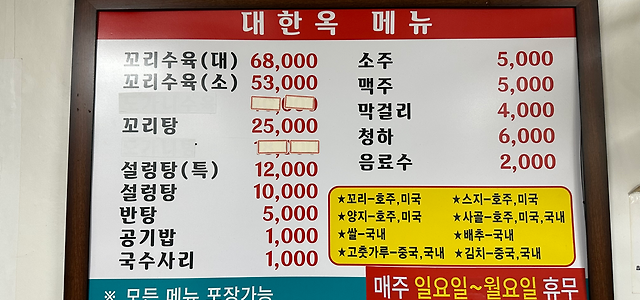 대한옥 메뉴
꼬리수육(대) 68,000
꼬리수육(소) 53,000
꼬리탕 25,000
설렁탕(특) 12,000
설렁탕 10,000
반탕 5,000
공기밥 1,000
국수사리 1,000
소주 5,000
맥주 5,000
막걸리 4,000
청하 6,000
음료수 2,000
★꼬리-호주,미국 ★스지-호주,미국
★양지-호주,미국 ★사골-호주,미국,국내
★쌀-국내 ★배추-국내
★고춧가루-중국,국내 ★김치-중국,국내
※ 모든 메뉴 포장가능
매주 일요일~월요일 휴무